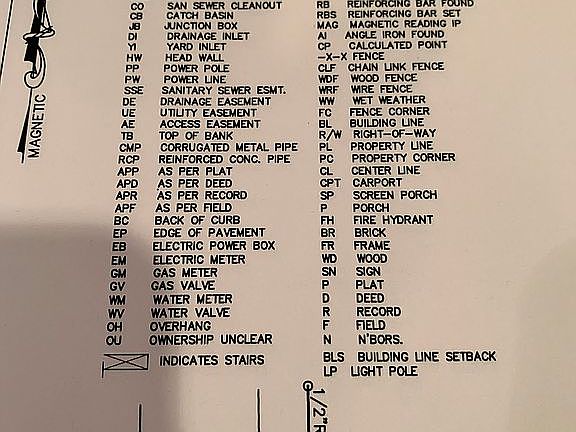 CO SAN SEWER CLEANOUT
CB CATCH BASIN
JB JUNCTION BOX
DI DRAINAGE INLET
YI YARD INLET
HW HEAD WALL
PP POWER POLE
PW POWER LINE
SSE SANITARY SEWER ESMT.
DE DRAINAGE EASEMENT
UE UTILITY EASEMENT
AE ACCESS EASEMENT
TB TOP OF BANK
CMP CORRUGATED METAL PIPE
RCP REINFORCED CONC. PIPE
APP AS PER PLAT
APD AS PER DEED
APR AS PER RECORD
APF AS PER FIELD
BC BACK OF CURB
EP EDGE OF PAVEMENT
EB ELECTRIC POWER BOX
EM ELECTRIC METER
GM GAS METER
GV GAS VALVE
WM WATER METER
WV WATER VALVE
OH OVERHANG
OU OWNERSHIP UNCLEAR
INDICATES STAIRS
RB REINFORCING BAR FOUND
RBS REINFORCING BAR SET
MAG MAGNETIC READING IP
AI ANGLE IRON FOUND
CP CALCULATED POINT
-X-X FENCE
CLF CHAIN LINK FENCE
WDF WOOD FENCE
WRF WIRE FENCE
WW WET WEATHER
FC FENCE CORNER
BL BUILDING LINE
R/W RIGHT-OF-WAY
PL PROPERTY LINE
PC PROPERTY CORNER
CL CENTER LINE
CPT CARPORT
SP SCREEN PORCH
P PORCH
FH FIRE HYDRANT
BR BRICK
FR FRAME
WD WOOD
SN SIGN
P PLAT
D DEED
R RECORD
F FIELD
N N'BORS.
BLS BUILDING LINE SETBACK
LP LIGHT POLE
MAGNETIC
1/2"R